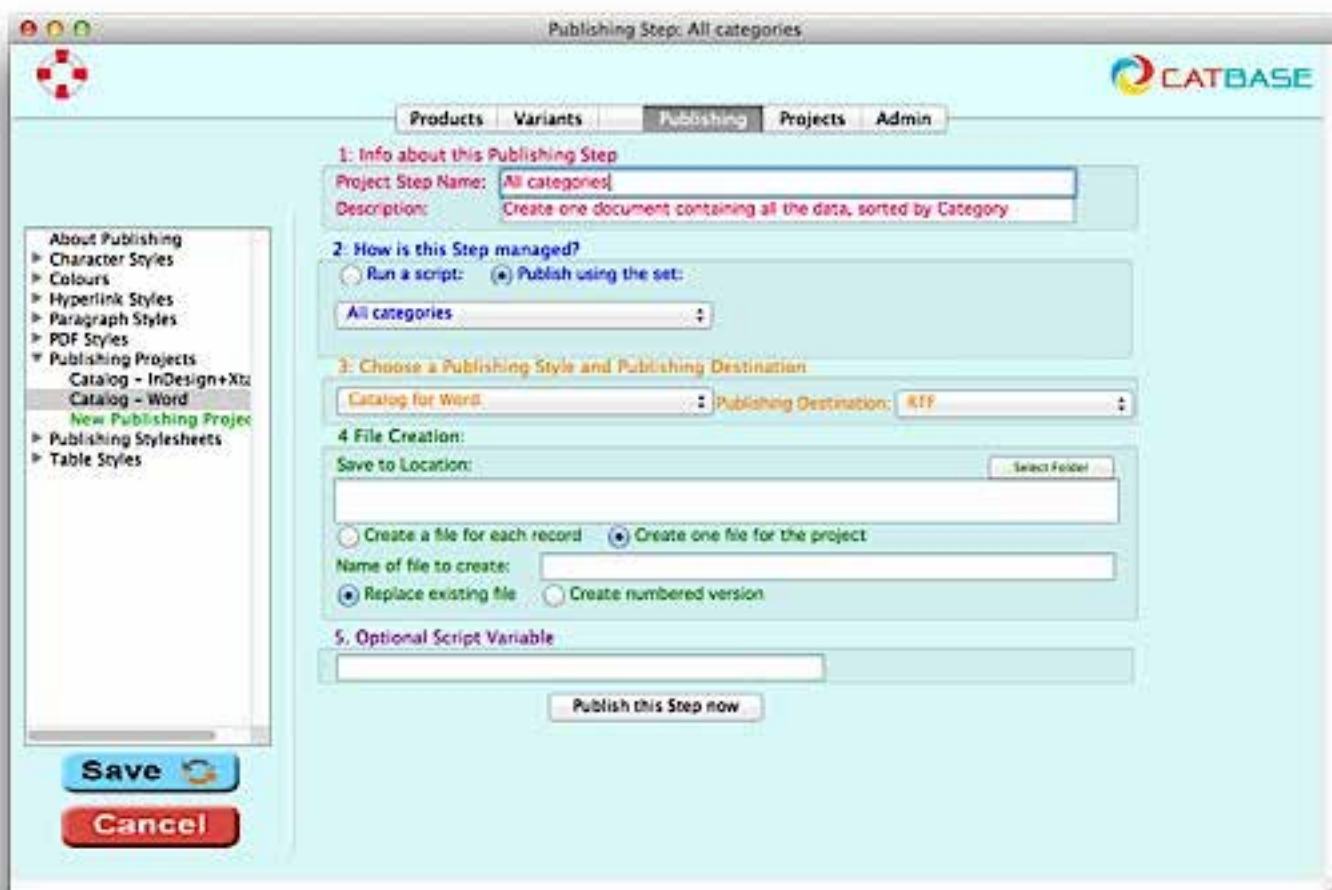 Publishing Step: All categories
CATBASE
Products Variants Publishing Projects Admin
1: Info about this Publishing Step
Project Step Name: All categories
Description: Create one document containing all the data, sorted by Category
About Publishing
Character Styles
Colours
Hyperlink Styles
Paragraph Styles
PDF Styles
Publishing Projects
Catalog - InDesign+Xta
Catalog - Word
New Publishing Projec
Publishing Stylesheets
Table Styles
Save
Cancel
2: How is this Step managed?
Run a script: Publish using the set:
All categories
3: Choose a Publishing Style and Publishing Destination
Catalog for Word Publishing Destination: RTF
4 File Creation:
Save to Location: Select Folder
Create a file for each record Create one file for the project
Name of file to create:
Replace existing file Create numbered version
5. Optional Script Variable
Publish this Step now